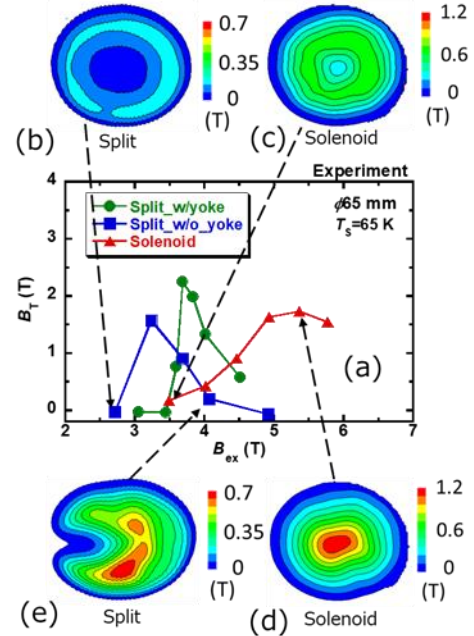 0.7
0.35
0
(T)
1.2
0.6
0
(T)
(b)
Split
(c)
Solenoid
Experiment
Split_w/yoke
Split_w/o_yoke
Solenoid
ϕ65 mm
T_S=65 K
4
3
2
1
0
B_T (T)
(a)
2 3 4 5 6 7
B_ex (T)
0.7
0.35
0
(T)
1.2
0.6
0
(T)
(e)
Split
(d)
Solenoid